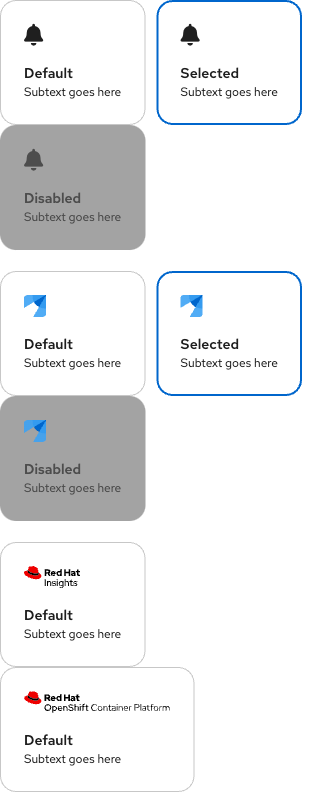 Default
Subtext goes here
Selected
Subtext goes here
Disabled
Subtext goes here
Default
Subtext goes here
Selected
Subtext goes here
Disabled
Subtext goes here
Red Hat
Insights
Default
Subtext goes here
Red Hat
OpenShift Container Platform
Default
Subtext goes here